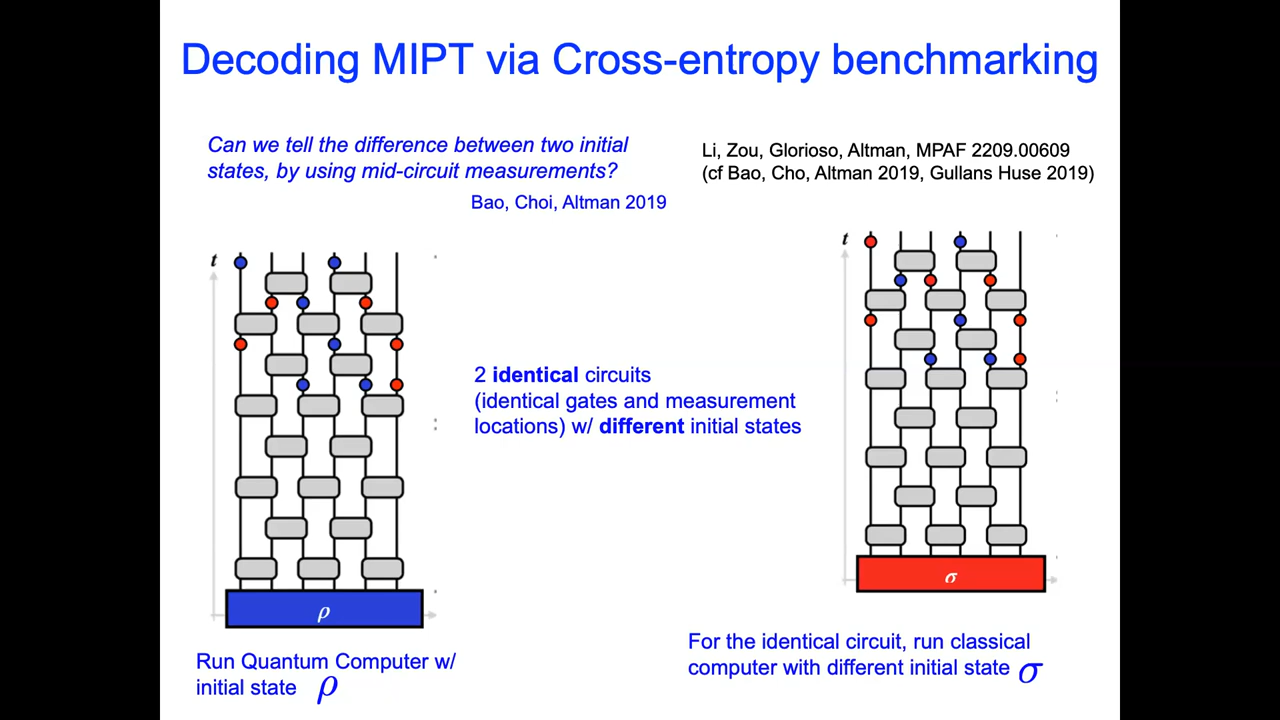 Decoding MIPT via Cross-entropy benchmarking
Can we tell the difference between two initial
states, by using mid-circuit measurements?
Bao, Choi, Altman 2019
Li, Zou, Glorioso, Altman, MPAF 2209.00609
(cf Bao, Cho, Altman 2019, Gullans Huse 2019)
t
t
2 identical circuits
(identical gates and measurement
locations) w/ different initial states
ρ
σ
Run Quantum Computer w/
initial state ρ
For the identical circuit, run classical
computer with different initial state σ